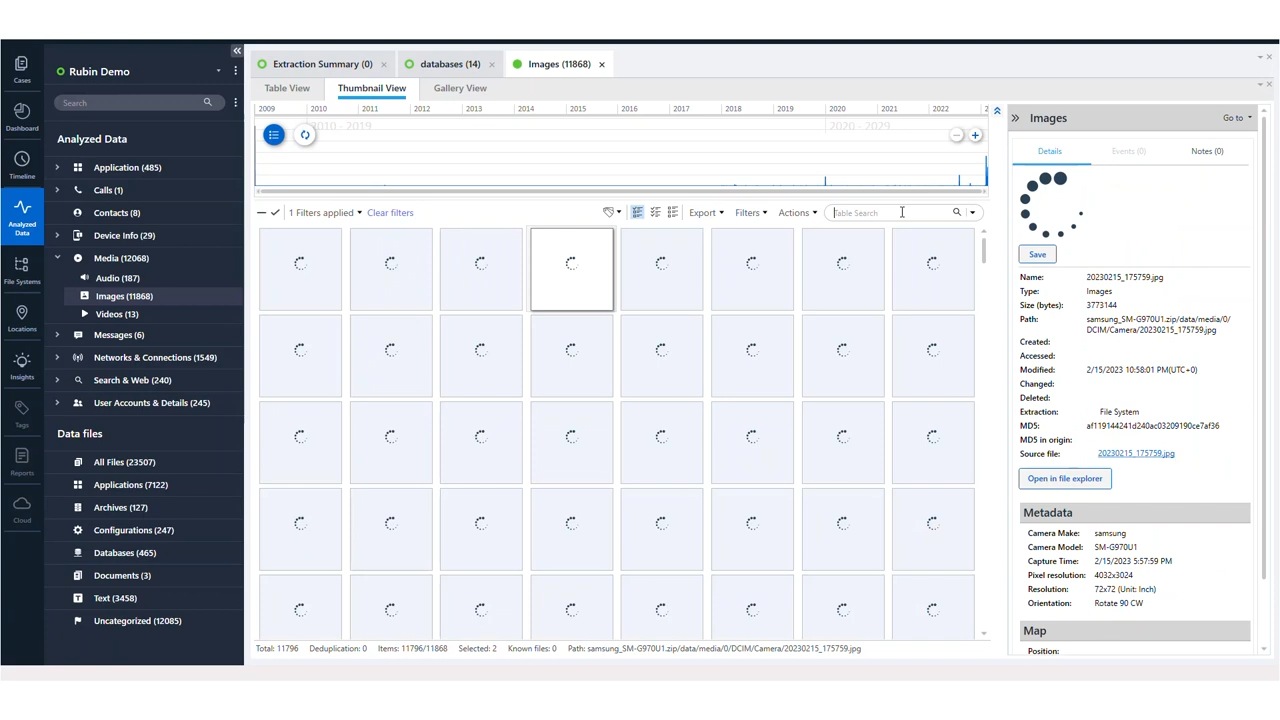 Cases
Dashboard
Timeline
Analyzed Data
File Systems
Locations
Insights
Tags
Reports
Cloud
Rubin Demo
Search
Analyzed Data
Application (485)
Calls (1)
Contacts (8)
Device Info (29)
Media (12068)
Audio (187)
Images (11868)
Videos (13)
Messages (6)
Networks & Connections (1549)
Search & Web (240)
User Accounts & Details (245)
Data files
All Files (23507)
Applications (7122)
Archives (127)
Configurations (247)
Databases (465)
Documents (3)
Text (3458)
Uncategorized (12085)
Extraction Summary (0) databases (14) Images (11868)
Table View Thumbnail View Gallery View
2009 2010 2011 2012 2013 2014 2015 2016 2017 2018 2019 2020 2021 2022
2010 - 2019 2020 - 2029
1 Filters applied Clear filters Export Filters Actions Table Search
Total: 11796 Deduplication: 0 Items: 11796/11868 Selected: 2 Known files: 0 Path: samsung_SM-G970U1.zip/data/media/0/DCIM/Camera/20230215_175759.jpg
Images Go to
Details Events (0) Notes (0)
Save
Name: 20230215_175759.jpg
Type: Images
Size (bytes): 3773144
Path: samsung_SM-G970U1.zip/data/media/0/
DCIM/Camera/20230215_175759.jpg
Created:
Accessed:
Modified: 2/15/2023 10:58:01 PM(UTC+0)
Changed:
Deleted:
Extraction: File System
MD5: af119144241d240ac03209190ce7af36
MD5 in origin:
Source file: 20230215_175759.jpg
Open in file explorer
Metadata
Camera Make: samsung
Camera Model: SM-G970U1
Capture Time: 2/15/2023 5:57:59 PM
Pixel resolution: 4032x3024
Resolution: 72x72 (Unit: Inch)
Orientation: Rotate 90 CW
Map
Position: